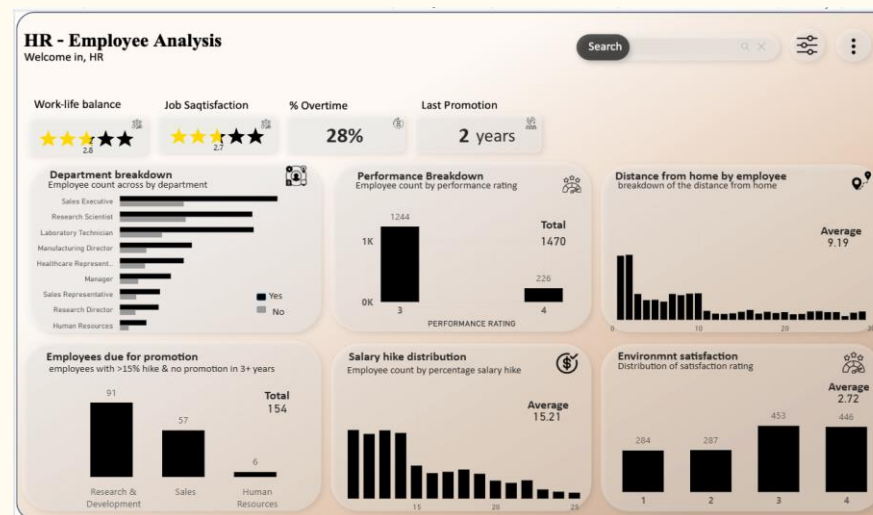 HR - Employee Analysis
Welcome in, HR
Search
Work-life balance
2.8
Job Saqtisfaction
2.7
% Overtime
28%
Last Promotion
2 years
Department breakdown
Employee count across by department
Sales Executive
Research Scientist
Laboratory Technician
Manufacturing Director
Healthcare Represent..
Manager
Sales Representative
Research Director
Human Resources
Yes
No
Performance Breakdown
Employee count by performance rating
1244
1K
0K
226
3
4
Total
1470
PERFORMANCE RATING
Distance from home by employee
breakdown of the distance from home
Average
9.19
10
20
30
Employees due for promotion
employees with >15% hike & no promotion in 3+ years
91
57
6
Total
154
Research &
Development
Sales
Human
Resources
Salary hike distribution
Employee count by percentage salary hike
Average
15.21
15
20
25
Environmnt satisfaction
Distribution of satisfaction rating
Average
2.72
284
287
453
446
1
2
3
4